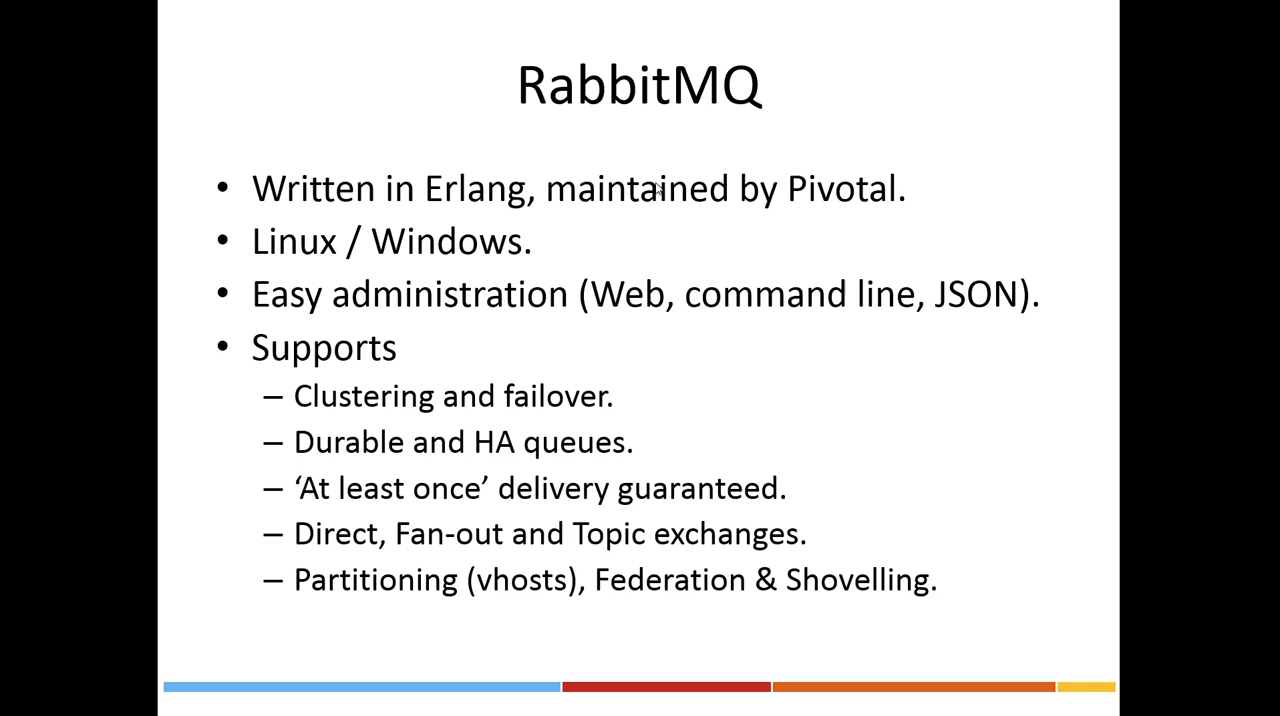 RabbitMQ
• Written in Erlang, maintained by Pivotal.
• Linux / Windows.
• Easy administration (Web, command line, JSON).
• Supports
– Clustering and failover.
– Durable and HA queues.
– ‘At least once’ delivery guaranteed.
– Direct, Fan-out and Topic exchanges.
– Partitioning (vhosts), Federation & Shovelling.